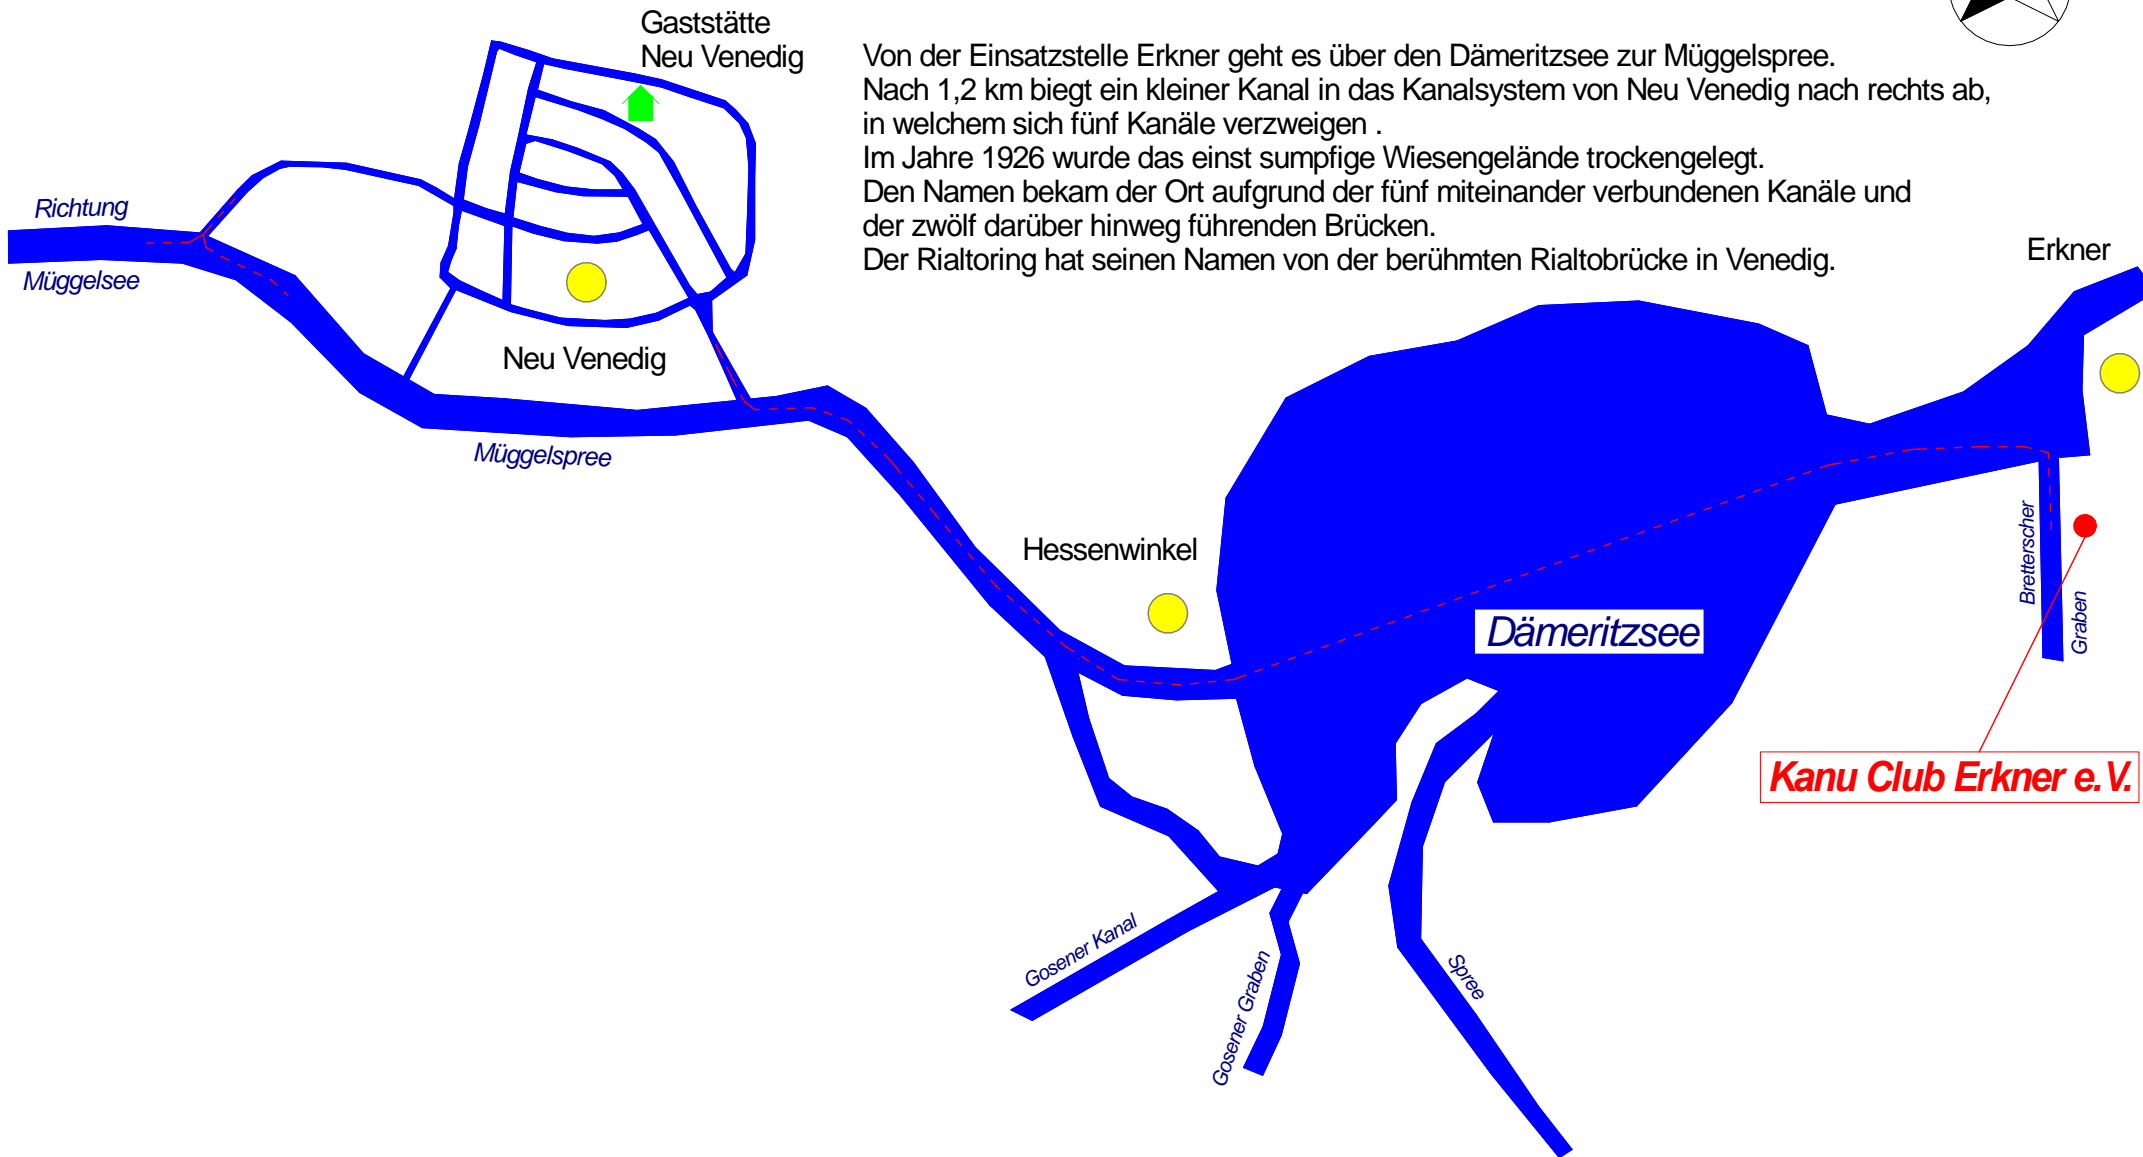 Gaststätte
Neu Venedig
Von der Einsatzstelle Erkner geht es über den Dämeritzsee zur Müggelspree.
Nach 1,2 km biegt ein kleiner Kanal in das Kanalsystem von Neu Venedig nach rechts ab,
in welchem sich fünf Kanäle verzweigen .
Im Jahre 1926 wurde das einst sumpfige Wiesengelände trockengelegt.
Den Namen bekam der Ort aufgrund der fünf miteinander verbundenen Kanäle und
der zwölf darüber hinweg führenden Brücken.
Der Rialtoring hat seinen Namen von der berühmten Rialtobrücke in Venedig.
Richtung
Müggelsee
Erkner
Neu Venedig
Müggelspree
Hessenwinkel
Dämeritzsee
Bretterscher
Graben
Kanu Club Erkner e.V.
Gosener Kanal
Gosener Graben
Spree